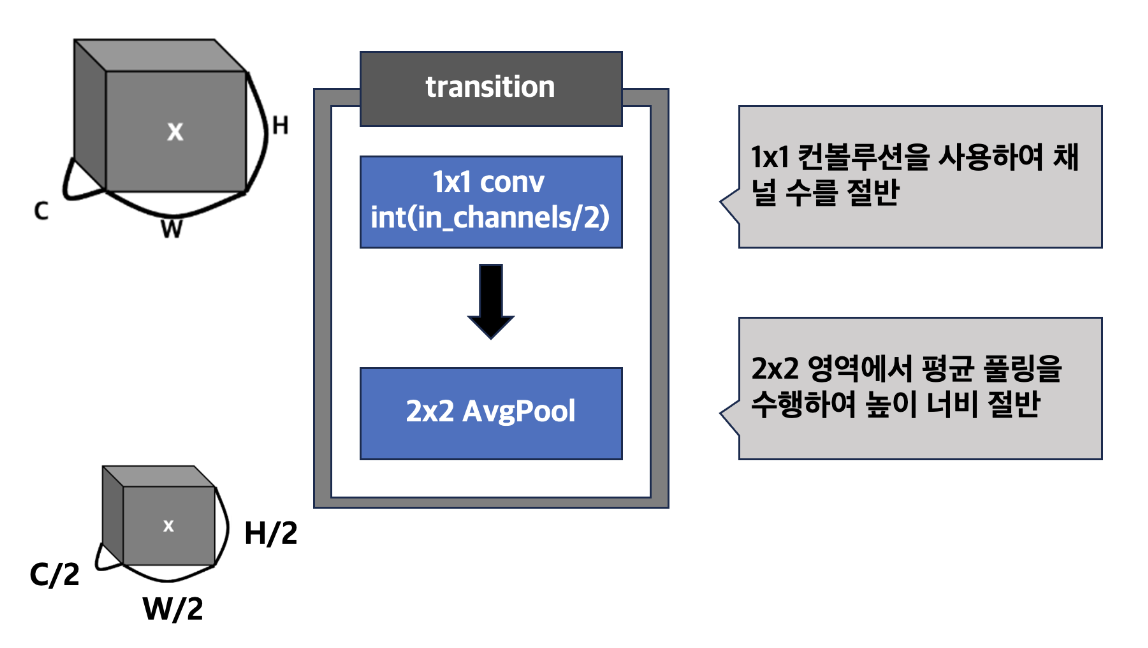 X
H
C
W
transition
1x1 conv
int(in_channels/2)
2x2 AvgPool
1x1 컨볼루션을 사용하여 채
널 수를 절반
2x2 영역에서 평균 풀링을
수행하여 높이 너비 절반
x
H/2
C/2
W/2